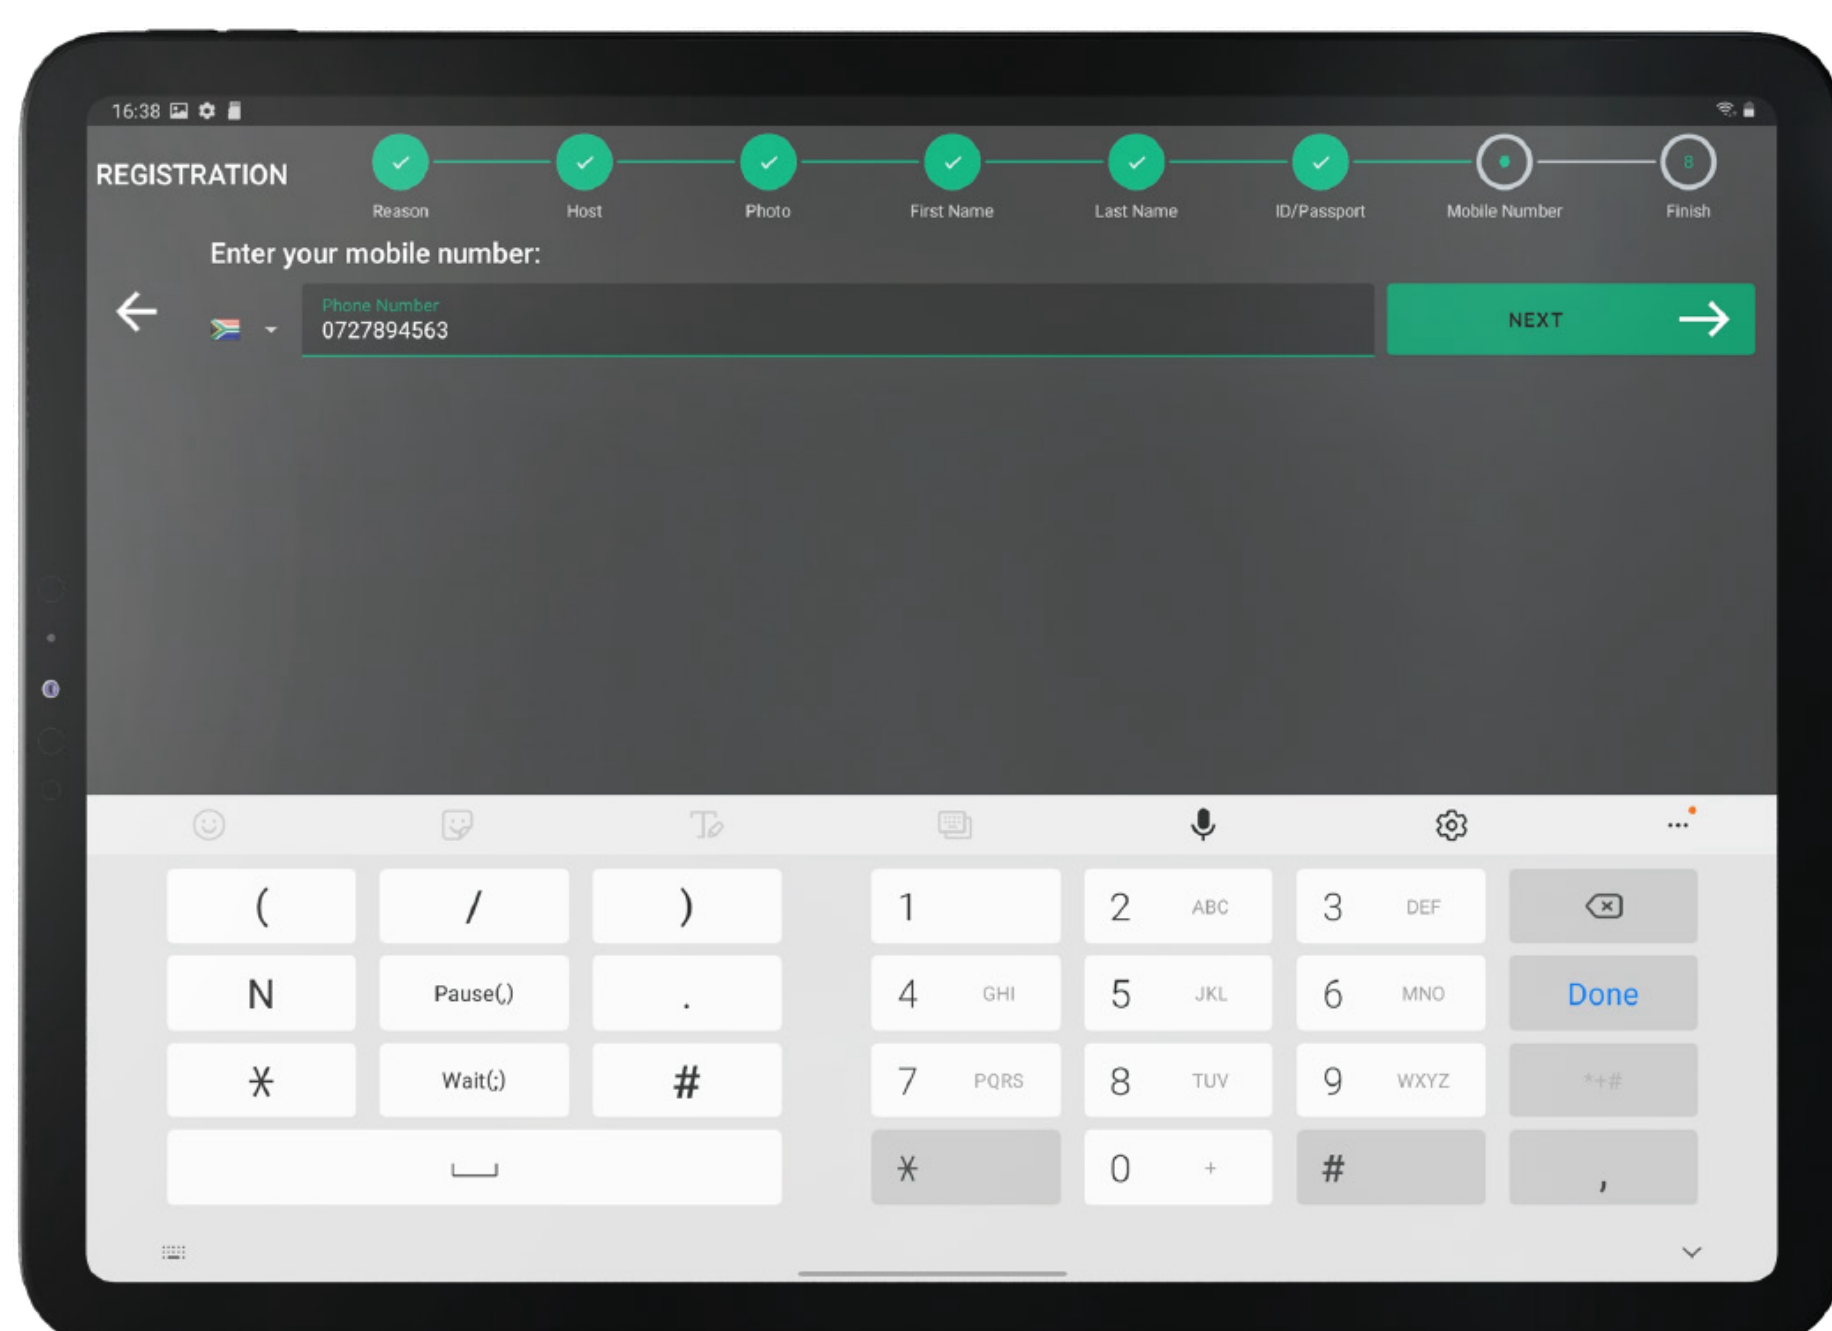 16:38
REGISTRATION
8
Reason
Host
Photo
First Name
Last Name
ID/Passport
Mobile Number
Finish
Enter your mobile number:
Phone Number
0727894563
NEXT
( / ) 1 2 ABC 3 DEF
N Pause(,) . 4 GHI 5 JKL 6 MNO Done
* Wait(;) # 7 PQRS 8 TUV 9 WXYZ *+#
* 0 + # ,